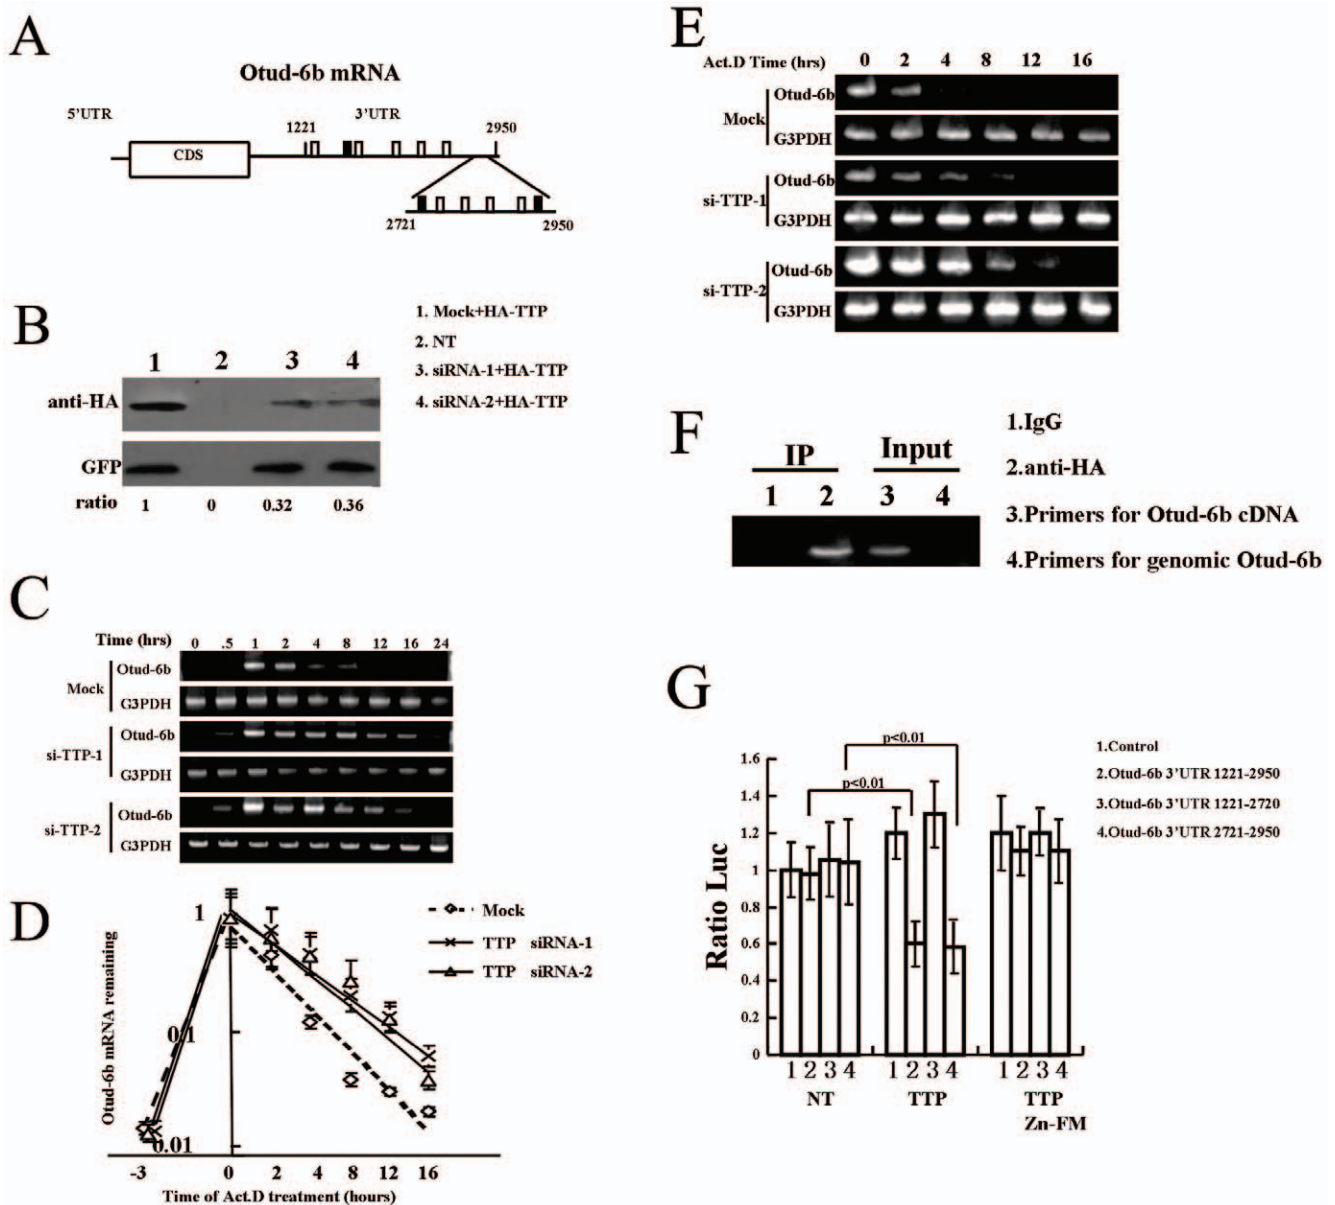 A
Otud-6b mRNA
5'UTR
1221
3'UTR
2950
CDS
2721
2950
B
1 2 3 4
anti-HA
GFP
ratio 1 0 0.32 0.36
1. Mock+HA-TTP
2. NT
3. siRNA-1+HA-TTP
4. siRNA-2+HA-TTP
C
Time (hrs) 0 .5 1 2 4 8 12 16 24
Mock
Otud-6b
G3PDH
si-TTP-1
Otud-6b
G3PDH
si-TTP-2
Otud-6b
G3PDH
D
Otud-6b mRNA remaining
1
0.1
0.01
-3 0 2 4 8 12 16
Time of Act.D treatment (hours)
Mock
TTP siRNA-1
TTP siRNA-2
E
Act.D Time (hrs) 0 2 4 8 12 16
Mock
Otud-6b
G3PDH
si-TTP-1
Otud-6b
G3PDH
si-TTP-2
Otud-6b
G3PDH
F
IP Input
1 2 3 4
1.IgG
2.anti-HA
3.Primers for Otud-6b cDNA
4.Primers for genomic Otud-6b
G
Ratio Luc
1.6
1.4
1.2
1
0.8
0.6
0.4
0.2
0
p<0.01
p<0.01
1 2 3 4 1 2 3 4 1 2 3 4
NT TTP TTP
Zn-FM
1.Control
2.Otud-6b 3'UTR 1221-2950
3.Otud-6b 3'UTR 1221-2720
4.Otud-6b 3'UTR 2721-2950